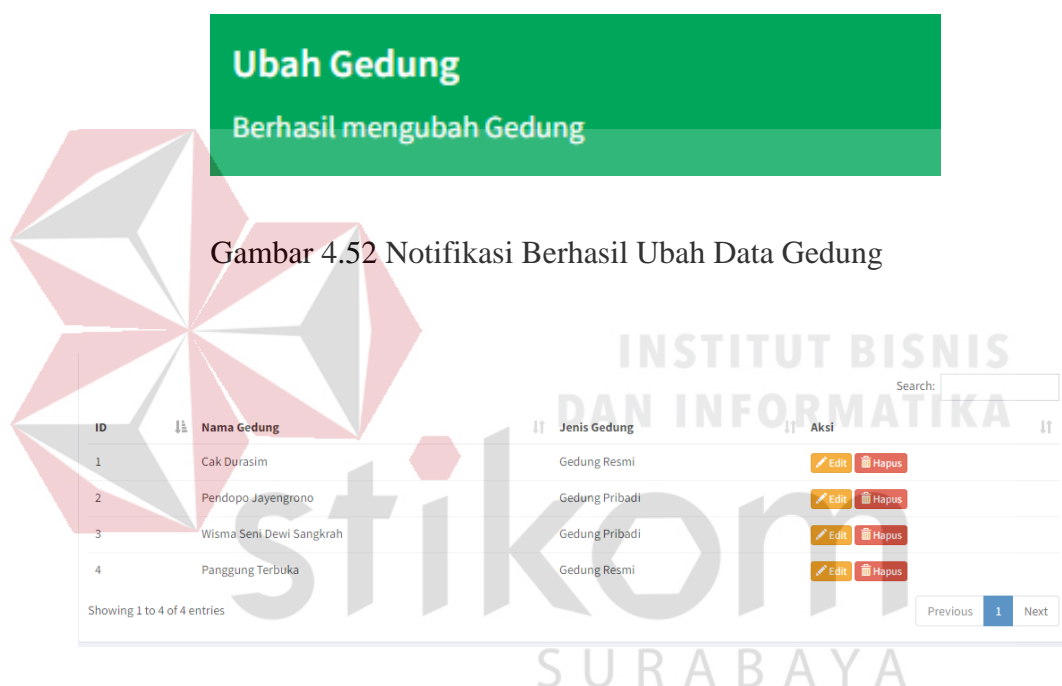 Ubah Gedung
Berhasil mengubah Gedung
Gambar 4.52 Notifikasi Berhasil Ubah Data Gedung
INSTITUT BISNIS
Search:
DAN INFORMATIKA
ID Nama Gedung Jenis Gedung Aksi
1 Cak Durasim Gedung Resmi Edit Hapus
2 Pendopo Jayengrono Gedung Pribadi Edit Hapus
3 Wisma Seni Dewi Sangkrah Gedung Pribadi Edit Hapus
4 Panggung Terbuka Gedung Resmi Edit Hapus
stikom
Showing 1 to 4 of 4 entries Previous 1 Next
SURABAYA